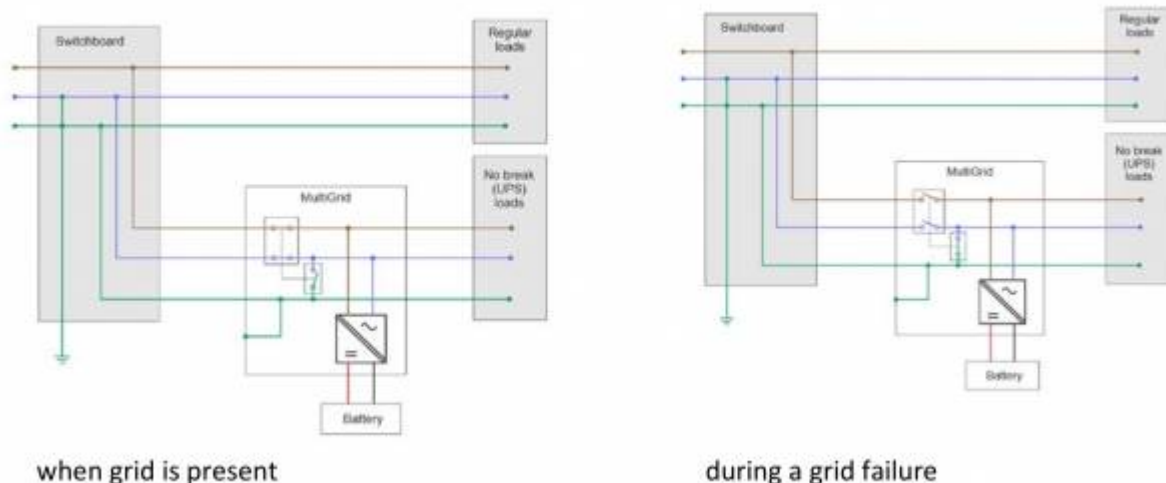 Switchboard
Regular
loads
No break
(UPS)
loads
MultiGrid
Battery
when grid is present
Switchboard
Regular
loads
No break
(UPS)
loads
MultiGrid
Battery
during a grid failure